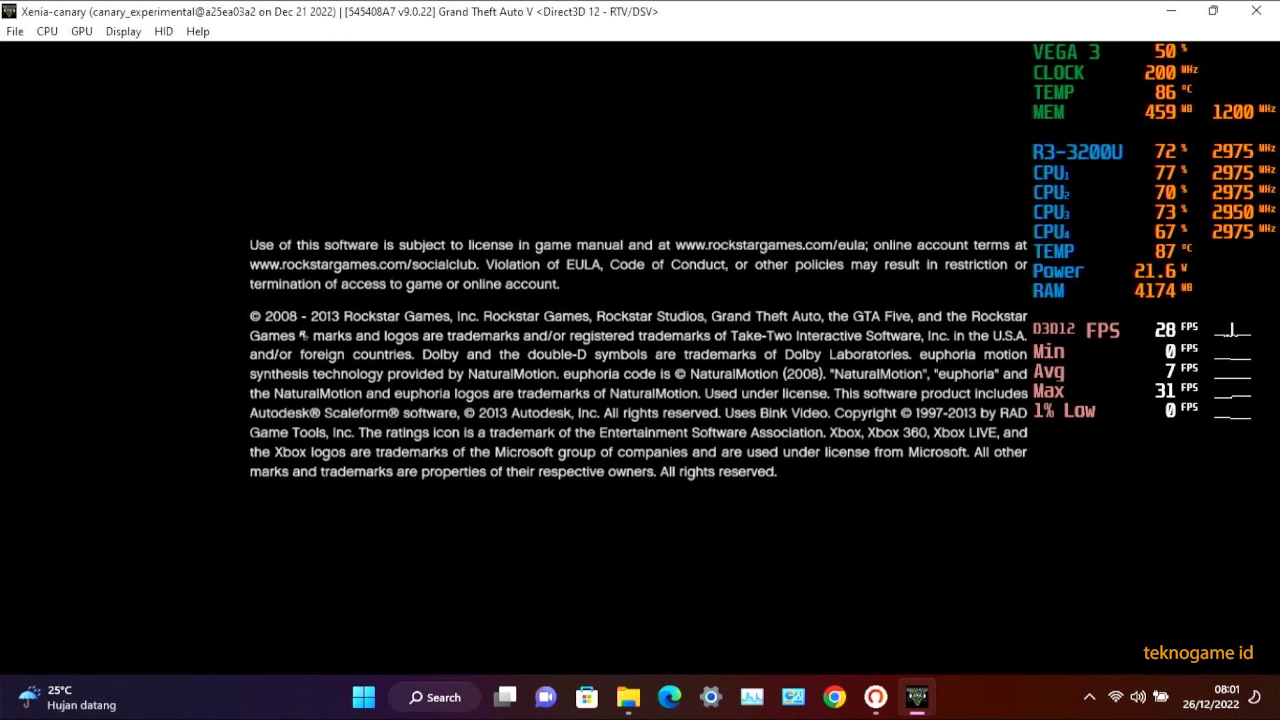 Xenia-canary (canary_experimental@a25ea03a2 on Dec 21 2022) | [545408A7 v9.0.22] Grand Theft Auto V <Direct3D 12 - RTV/DSV>
File CPU GPU Display HID Help
VEGA 3 50 %
CLOCK 200 MHz
TEMP 86 °C
MEM 459 MB 1200 MHz
R3-3200U 72 % 2975 MHz
CPU1 77 % 2975 MHz
CPU2 70 % 2975 MHz
CPU3 73 % 2950 MHz
CPU4 67 % 2975 MHz
TEMP 87 °C
Power 21.6 W
RAM 4174 MB
D3D12 FPS 28 FPS
Min 0 FPS
Avg 7 FPS
Max 31 FPS
1% Low 0 FPS
Use of this software is subject to license in game manual and at www.rockstargames.com/eula; online account terms at
www.rockstargames.com/socialclub. Violation of EULA, Code of Conduct, or other policies may result in restriction or
termination of access to game or online account.
© 2008 - 2013 Rockstar Games, Inc. Rockstar Games, Rockstar Studios, Grand Theft Auto, the GTA Five, and the Rockstar
Games R* marks and logos are trademarks and/or registered trademarks of Take-Two Interactive Software, Inc. in the U.S.A.
and/or foreign countries. Dolby and the double-D symbols are trademarks of Dolby Laboratories. euphoria motion
synthesis technology provided by NaturalMotion. euphoria code is © NaturalMotion (2008). "NaturalMotion", "euphoria" and
the NaturalMotion and euphoria logos are trademarks of NaturalMotion. Used under license. This software product includes
Autodesk® Scaleform® software, © 2013 Autodesk, Inc. All rights reserved. Uses Bink Video. Copyright © 1997-2013 by RAD
Game Tools, Inc. The ratings icon is a trademark of the Entertainment Software Association. Xbox, Xbox 360, Xbox LIVE, and
the Xbox logos are trademarks of the Microsoft group of companies and are used under license from Microsoft. All other
marks and trademarks are properties of their respective owners. All rights reserved.
teknogame id
25°C
Hujan datang
Search
08:01
26/12/2022